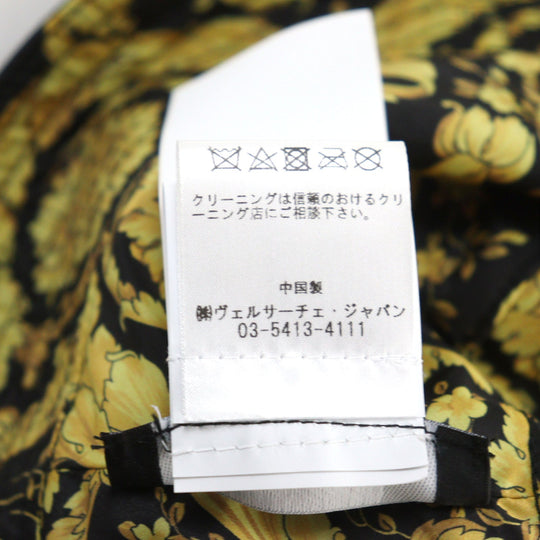 クリーニングは信頼のおけるクリ
ーニング店にご相談下さい。
中国製
㈱ヴェルサーチェ・ジャパン
03-5413-4111